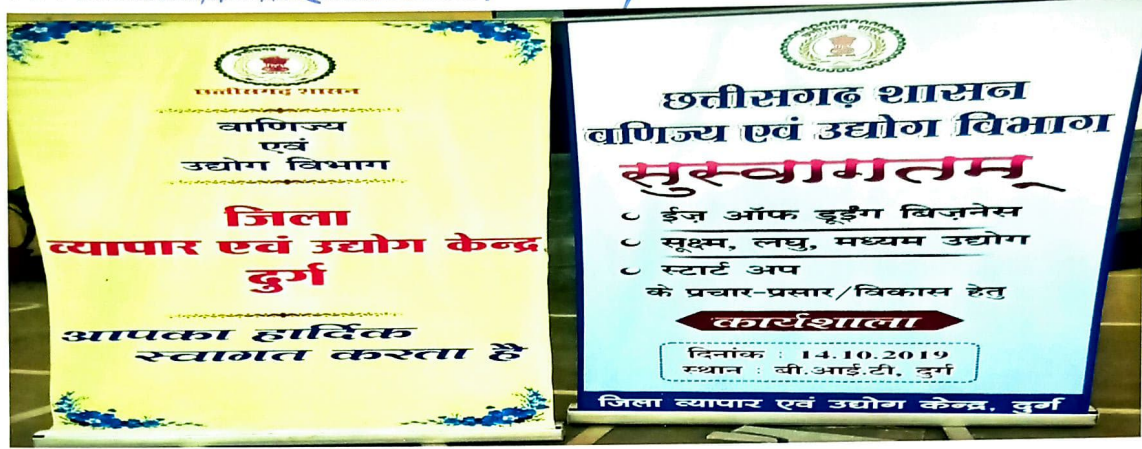 छत्तीसगढ़ शासन
वाणिज्य
एवं
उद्योग विभाग
जिला
व्यापार एवं उद्योग केन्द्र
दुर्ग
आपका हार्दिक
स्वागत करता है
छत्तीसगढ़ शासन
वणिज्य एवं उद्योग विभाग
सुस्वागतम्
ईज़ ऑफ डूईंग बिज़नेस
सूक्ष्म, लघु, मध्यम उद्योग
स्टार्ट अप
के प्रचार-प्रसार/विकास हेतु
कार्यशाला
दिनांक : 14.10.2019
स्थान : बी.आई.टी. दुर्ग
जिला व्यापार एवं उद्योग केन्द्र, दुर्ग